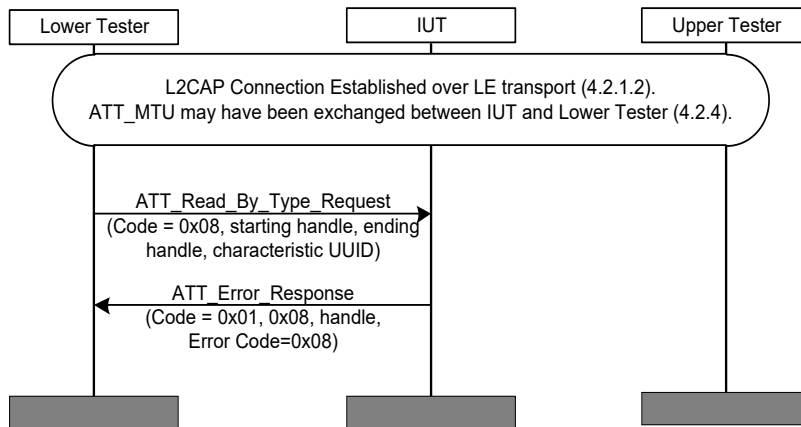 Lower Tester
IUT
Upper Tester
L2CAP Connection Established over LE transport (4.2.1.2).
ATT_MTU may have been exchanged between IUT and Lower Tester (4.2.4).
ATT_Read_By_Type_Request
(Code = 0x08, starting handle, ending
handle, characteristic UUID)
ATT_Error_Response
(Code = 0x01, 0x08, handle,
Error Code=0x08)